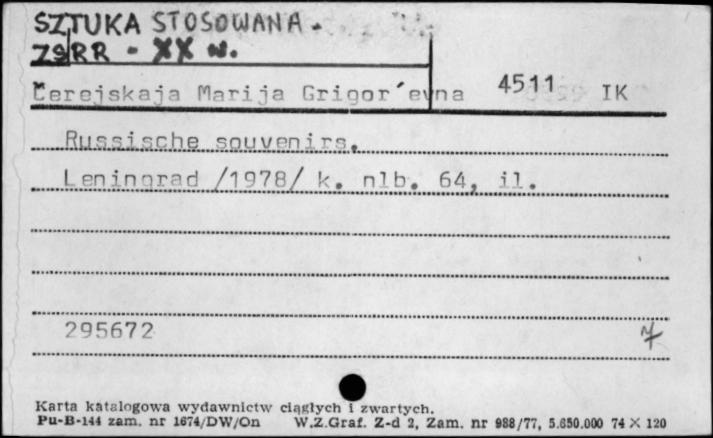 SZTUKA STOSOWANA.
ZSRR - XX w.
Čerejskaja Marija Grigor´evna 4511 IK
Russische souvenirs.
Leningrad /1978/ k. nlb. 64, il.
295672 7
Karta katalogowa wydawnictw ciągłych i zwartych.
Pu-B-144 zam. nr 1674/DW/On W.Z.Graf. Z-d 2, Zam. nr 988/77, 5.650.000 74 × 120